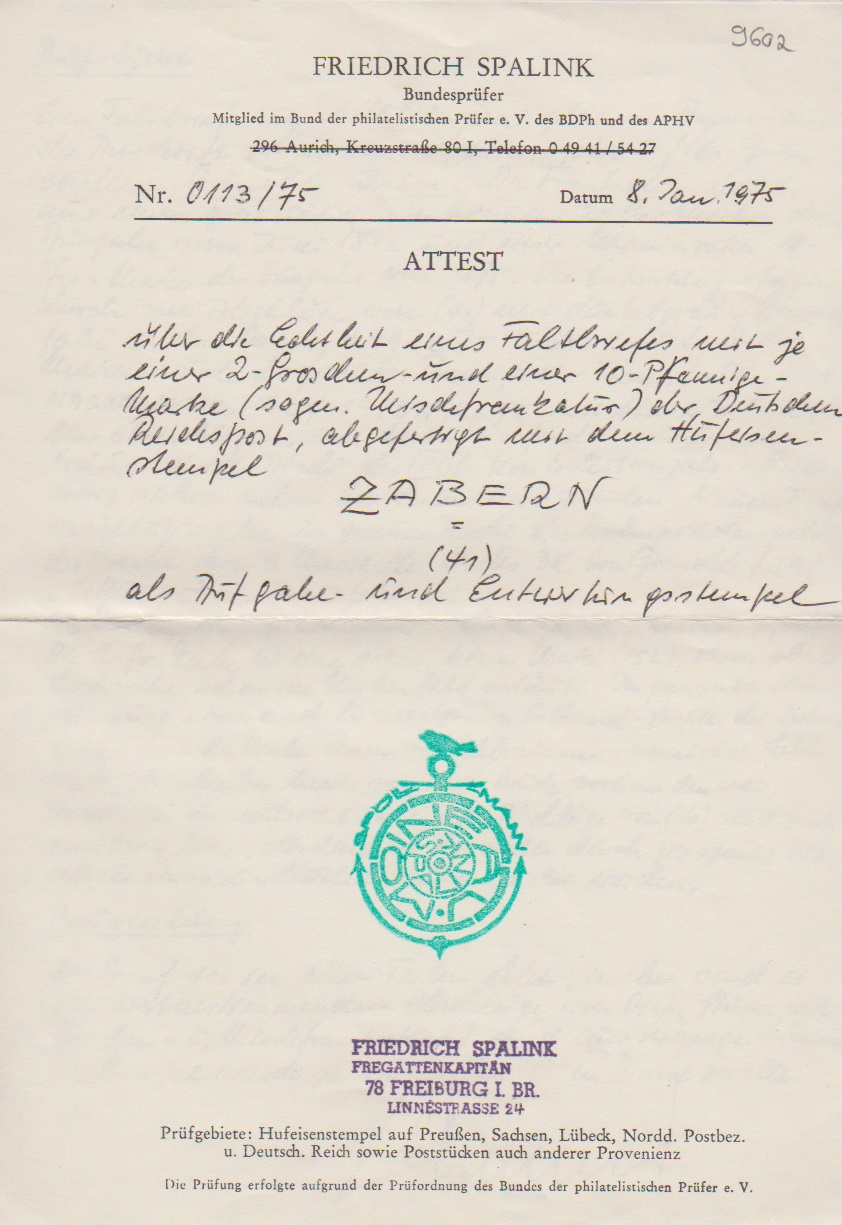 9602
FRIEDRICH SPALINK
Bundesprüfer
Mitglied im Bund der philatelistischen Prüfer e. V. des BDPh und des APHV
296 Aurich, Kreuzstraße 80 I, Telefon 0 49 41 / 54 27
Nr. 0113/75 Datum 8. Jan. 1975
ATTEST
über die Echtheit eines Faltbriefes mit je
einer 2-Groschen- und einer 10-Pfennige-
Marke (sogen. Mischfrankatur) der Deutschen
Reichspost, abgefertigt mit dem Hufeisen-
stempel
ZABERN
=
(41)
als Aufgabe- und Entwertungsstempel
FRIEDRICH SPALINK
FREGATTENKAPITÄN
78 FREIBURG I. BR.
LINNÉSTRASSE 24
Prüfgebiete: Hufeisenstempel auf Preußen, Sachsen, Lübeck, Nordd. Postbez.
u. Deutsch. Reich sowie Poststücken auch anderer Provenienz
Die Prüfung erfolgte aufgrund der Prüfordnung des Bundes der philatelistischen Prüfer e. V.